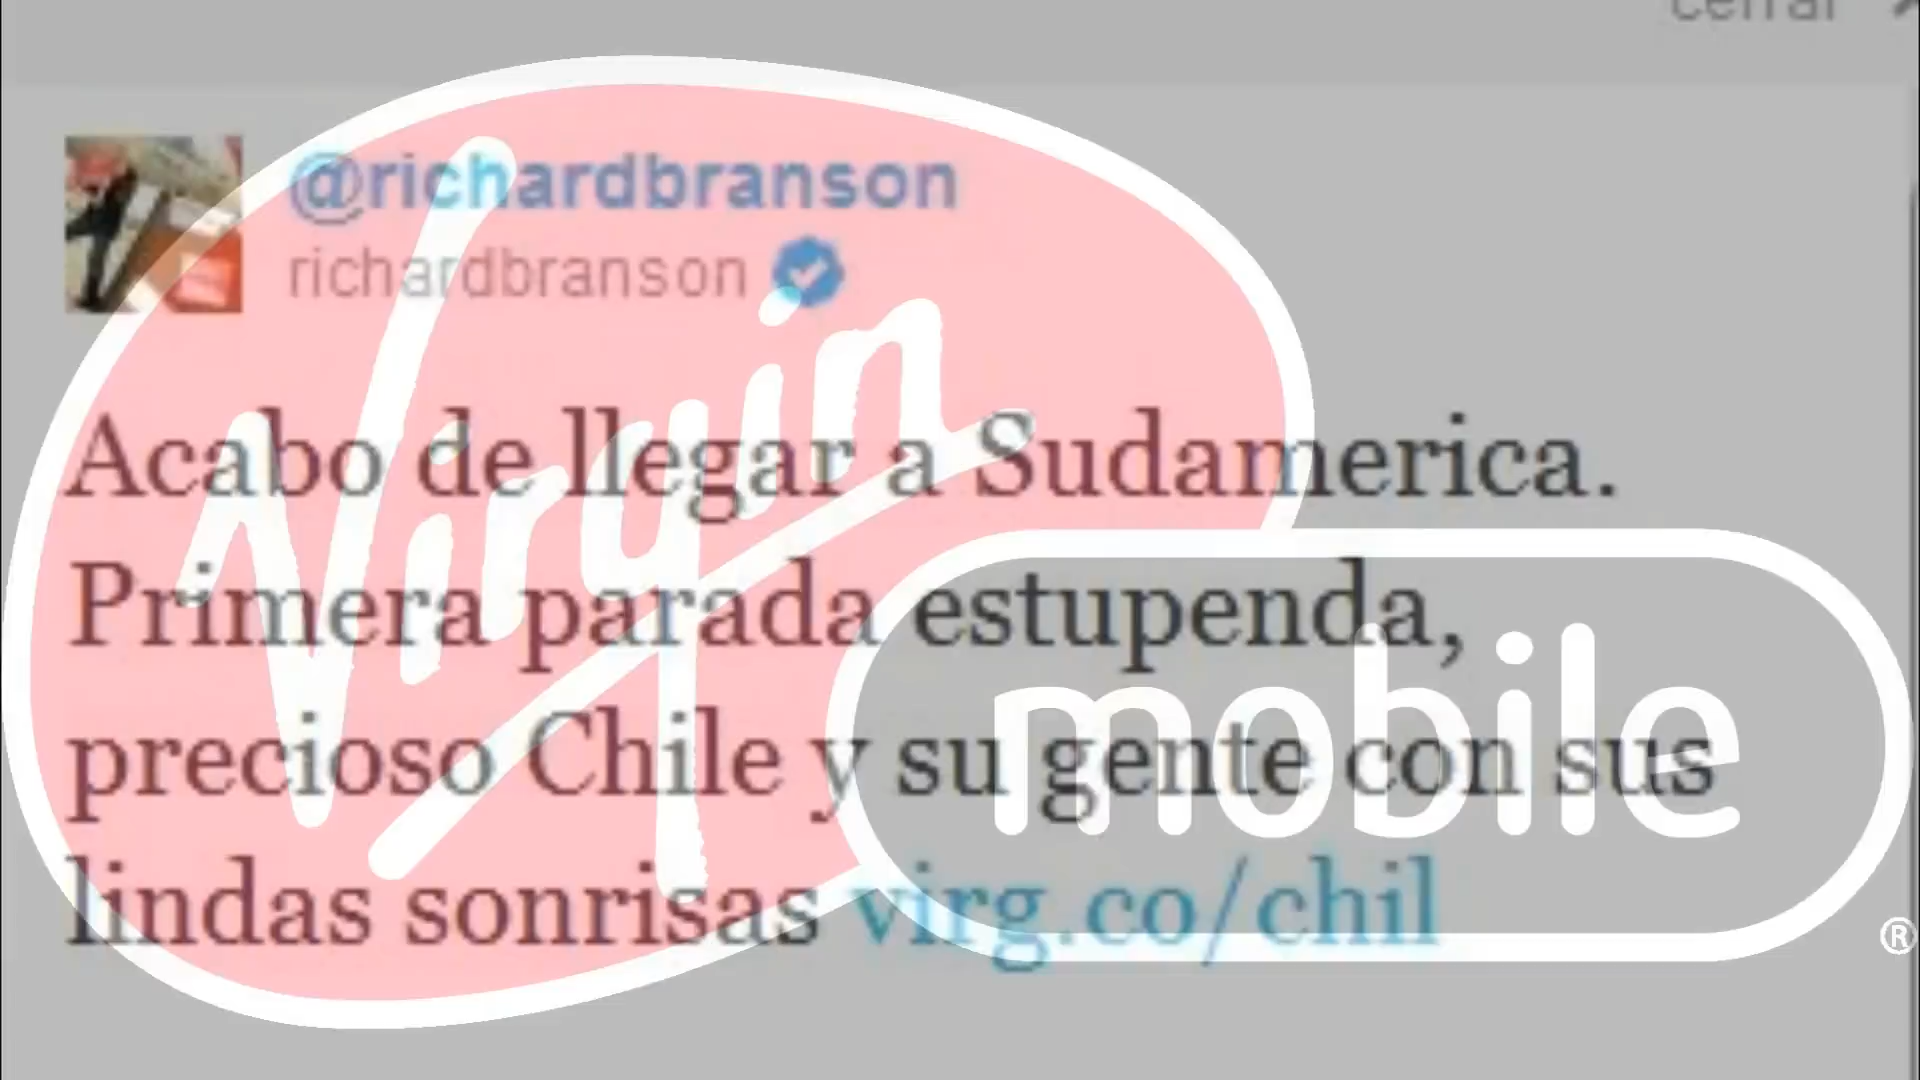 cerrar
@richardbranson
richardbranson
Virgin
Acabo de llegar a Sudamerica.
Primera parada estupenda,
mobile
precioso Chile y su gente con sus
lindas sonrisas virg.co/chil
®